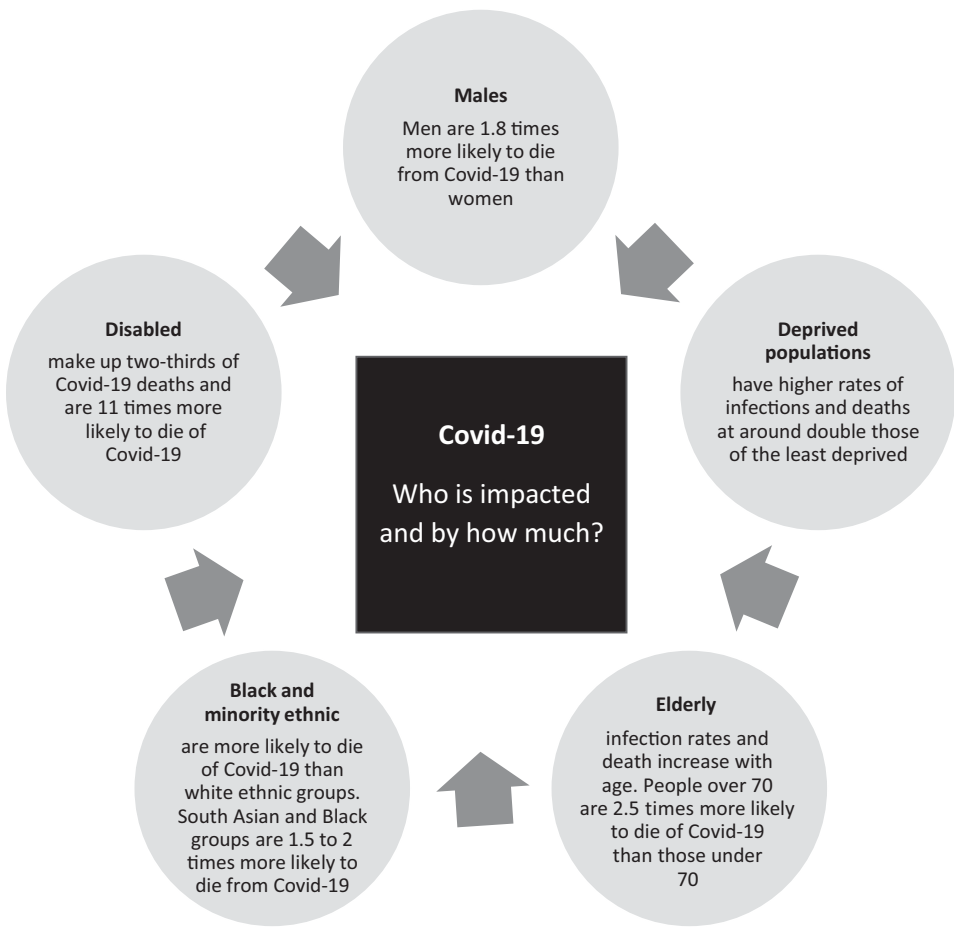 Males
Men are 1.8 times
more likely to die
from Covid-19 than
women
Disabled
make up two-thirds of
Covid-19 deaths and
are 11 times more
likely to die of
Covid-19
Deprived
populations
have higher rates of
infections and deaths
at around double those
of the least deprived
Covid-19
Who is impacted
and by how much?
Black and
minority ethnic
are more likely to die
of Covid-19 than
white ethnic groups.
South Asian and Black
groups are 1.5 to 2
times more likely to
die from Covid-19
Elderly
infection rates and
death increase with
age. People over 70
are 2.5 times more likely
to die of Covid-19
than those under
70